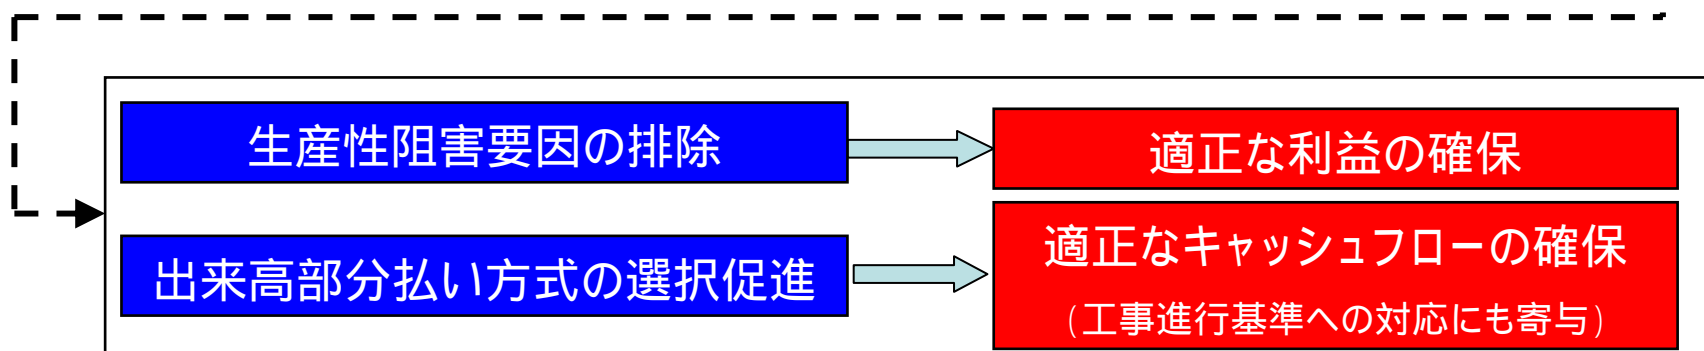 生産性阻害要因の排除
適正な利益の確保
出来高部分払い方式の選択促進
適正なキャッシュフローの確保
(工事進行基準への対応にも寄与)